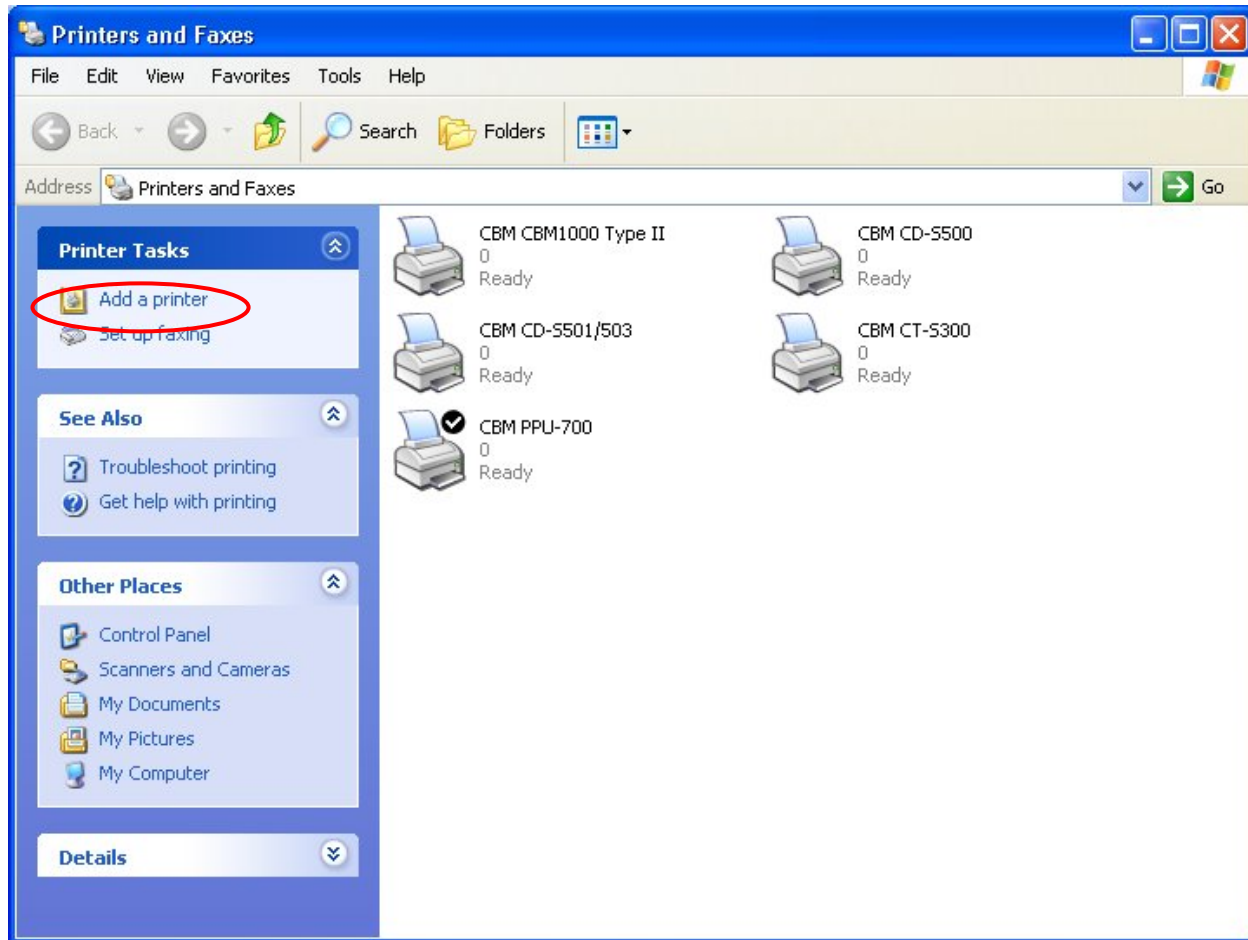 Printers and Faxes
File Edit View Favorites Tools Help
Back Search Folders
Address Printers and Faxes Go
Printer Tasks
Add a printer
Set up faxing
See Also
Troubleshoot printing
Get help with printing
Other Places
Control Panel
Scanners and Cameras
My Documents
My Pictures
My Computer
Details
CBM CBM1000 Type II
0
Ready
CBM CD-S500
0
Ready
CBM CD-S501/503
0
Ready
CBM CT-S300
0
Ready
CBM PPU-700
0
Ready